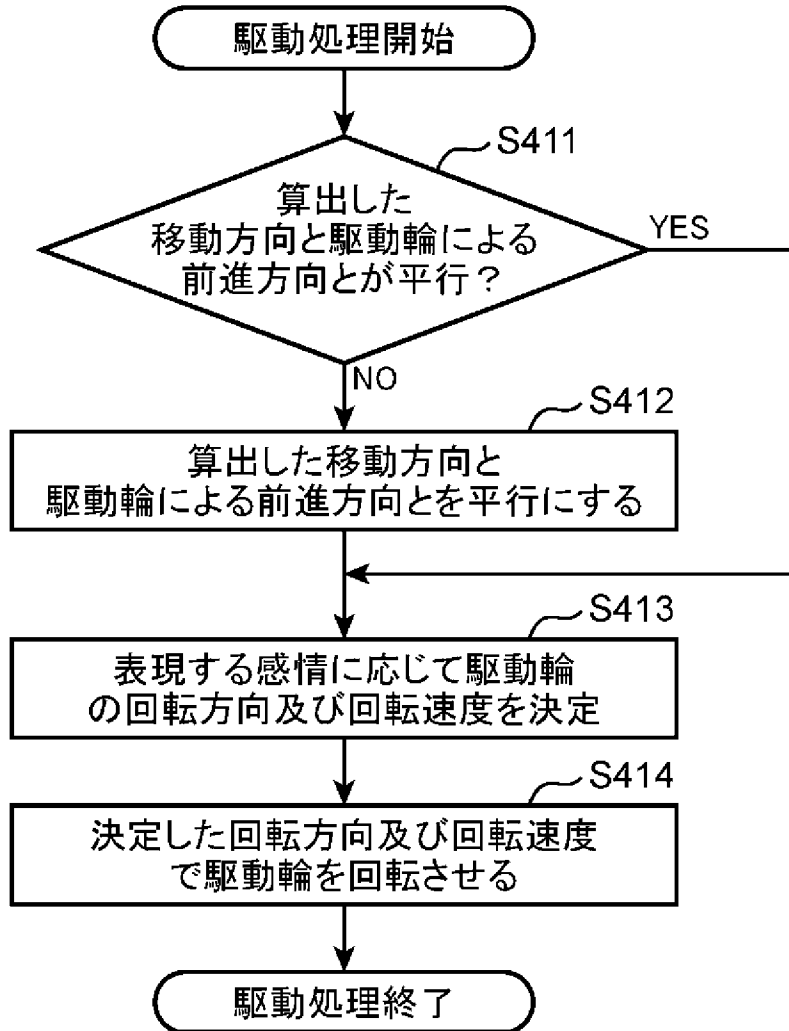 駆動処理開始
S411
算出した
移動方向と駆動輪による
前進方向とが平行？
YES
NO
S412
算出した移動方向と
駆動輪による前進方向とを平行にする
S413
表現する感情に応じて駆動輪
の回転方向及び回転速度を決定
S414
決定した回転方向及び回転速度
で駆動輪を回転させる
駆動処理終了